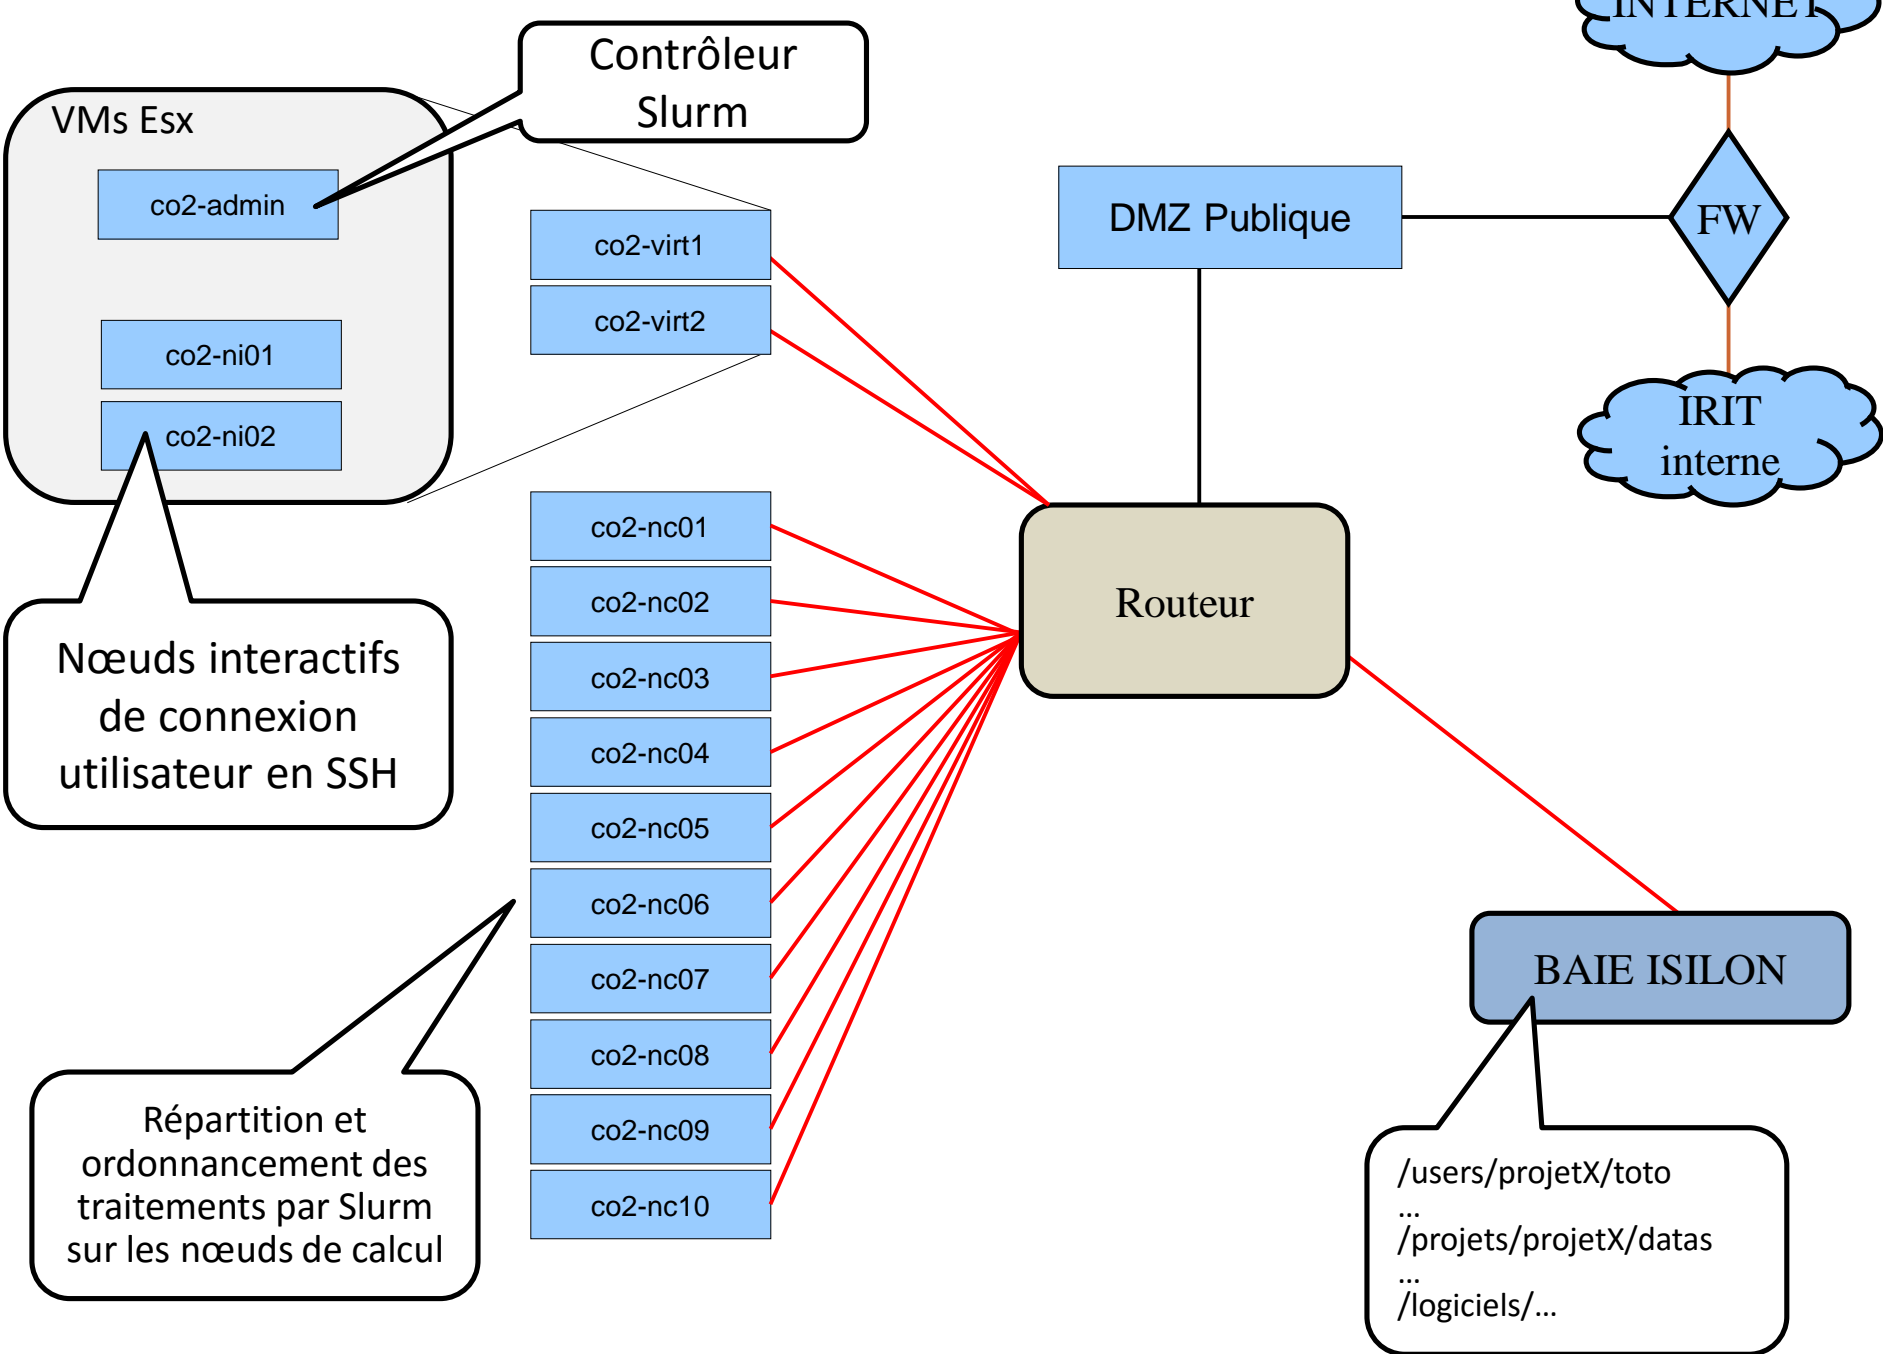 INTERNET
Contrôleur
Slurm
VMs Esx
co2-admin
co2-virt1
DMZ Publique
FW
co2-virt2
co2-ni01
co2-ni02
IRIT
interne
co2-nc01
co2-nc02
co2-nc03
co2-nc04
co2-nc05
co2-nc06
co2-nc07
co2-nc08
co2-nc09
co2-nc10
Routeur
Nœuds interactifs
de connexion
utilisateur en SSH
BAIE ISILON
Répartition et
ordonnancement des
traitements par Slurm
sur les nœuds de calcul
/users/projetX/toto
...
/projets/projetX/datas
...
/logiciels/...